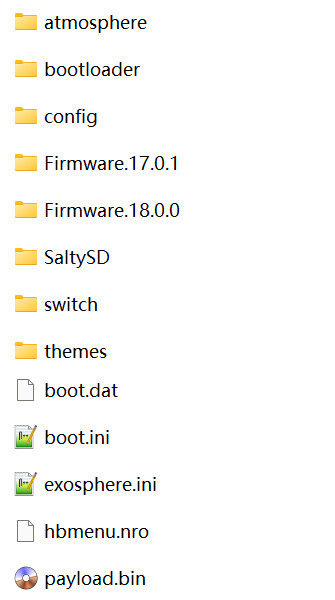 atmosphere
bootloader
config
Firmware.17.0.1
Firmware.18.0.0
SaltySD
switch
themes
boot.dat
boot.ini
exosphere.ini
hbmenu.nro
payload.bin